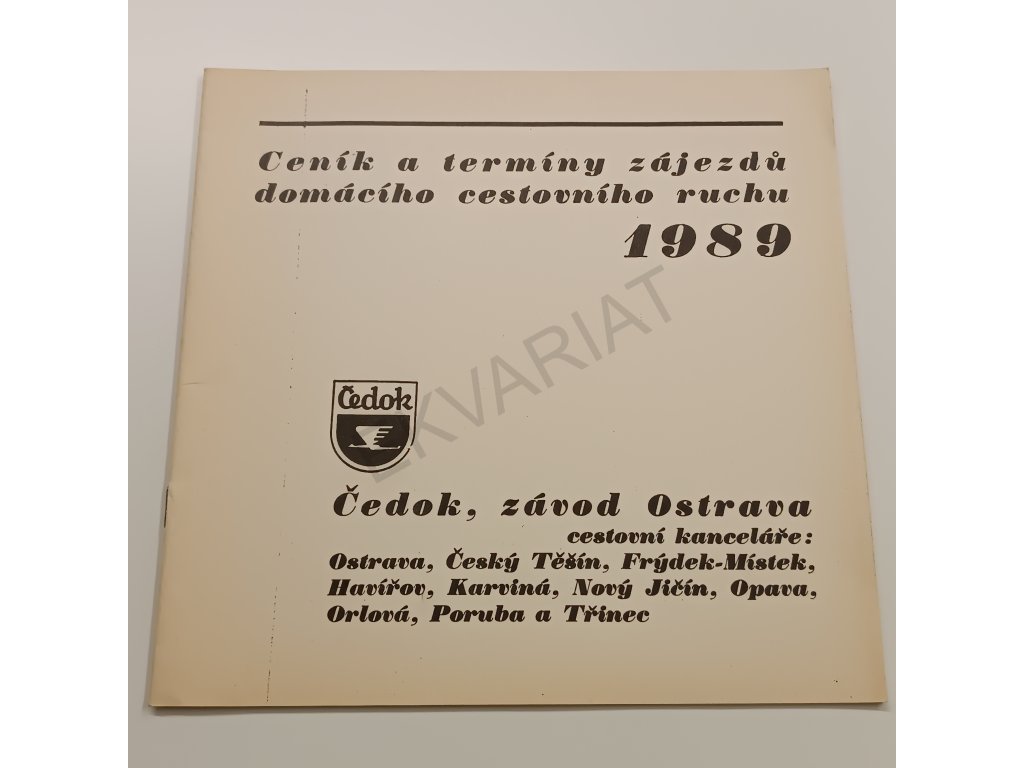 Ceník a termíny zájezdů
domácího cestovního ruchu
1989
EKVARIAT
Čedok
Čedok, závod Ostrava
cestovní kanceláře:
Ostrava, Český Těšín, Frýdek-Místek,
Havířov, Karviná, Nový Jičín, Opava,
Orlová, Poruba a Třinec